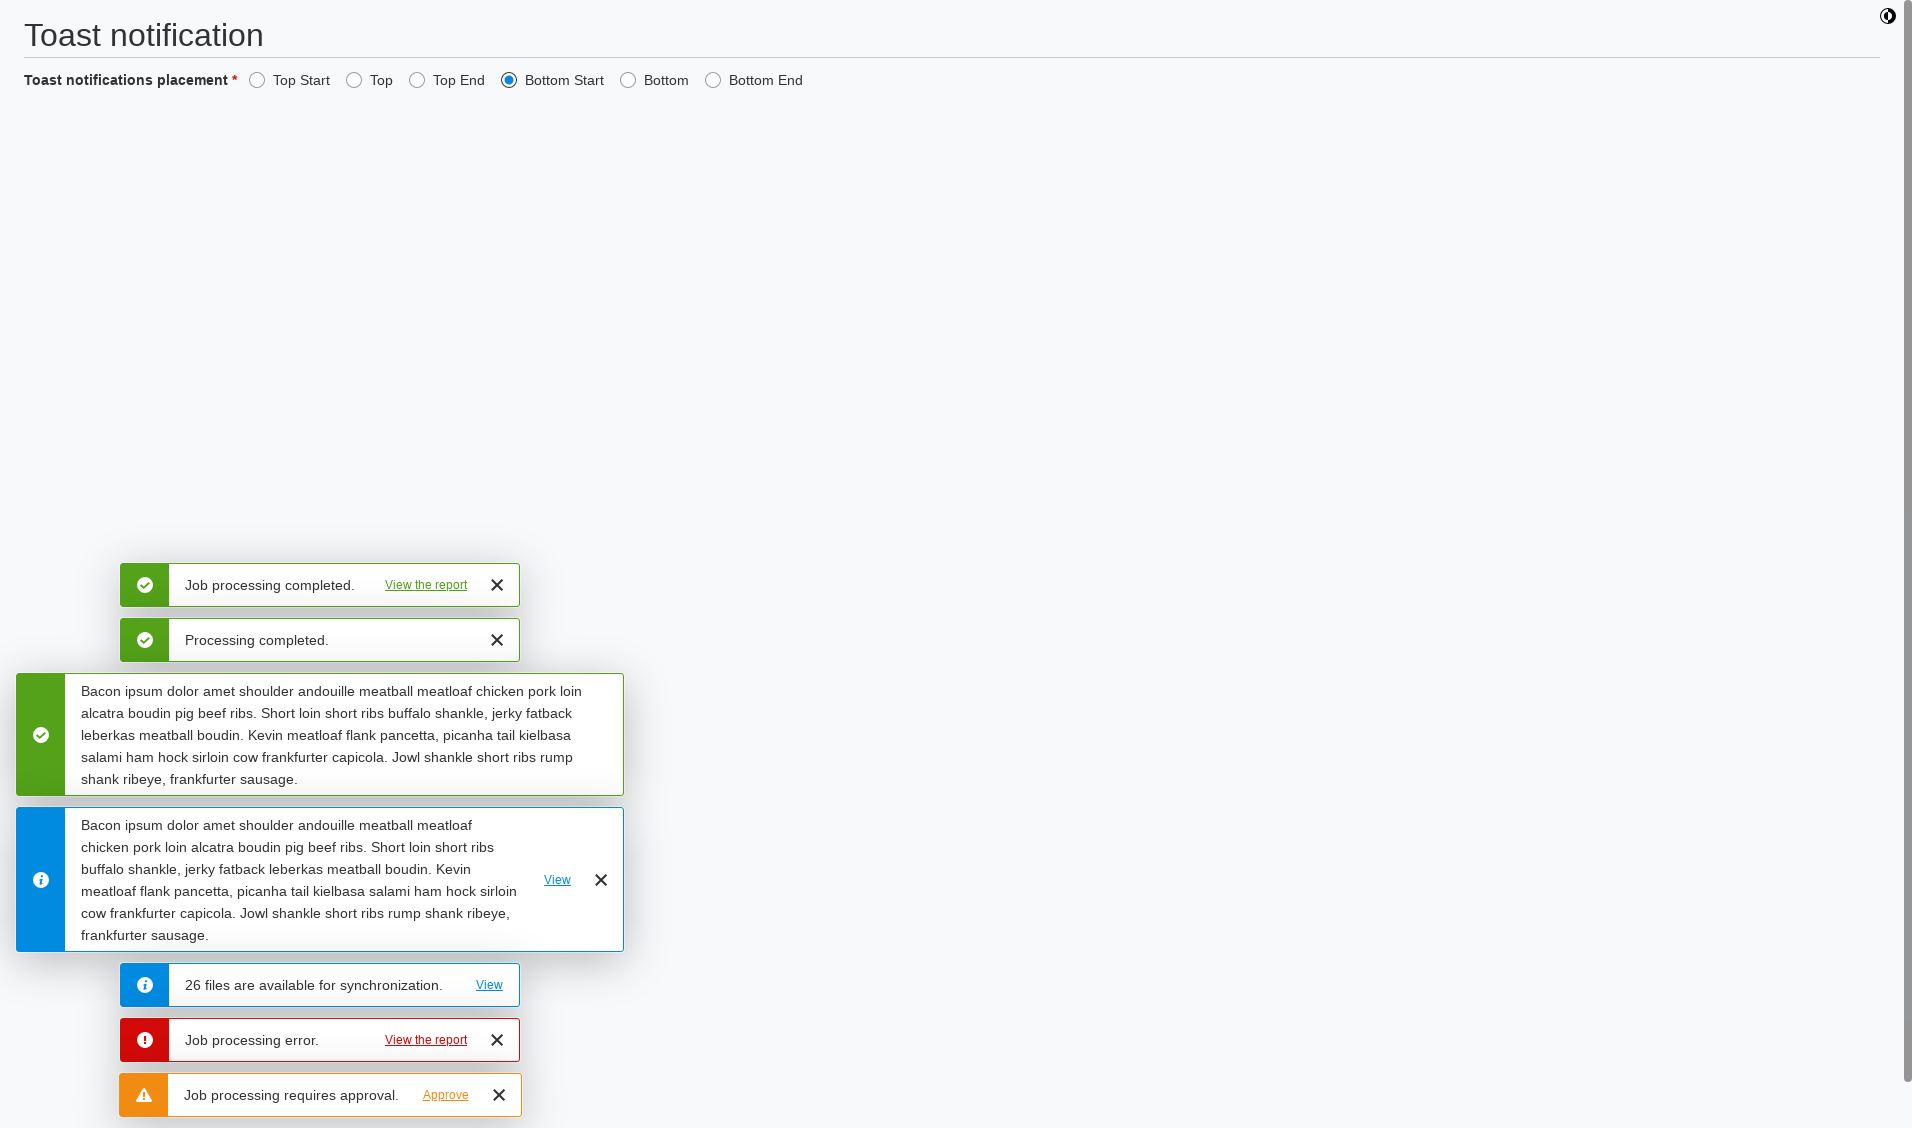 Toast notification
Toast notifications placement * Top Start Top Top End Bottom Start Bottom Bottom End
Job processing completed. View the report
Processing completed.
Bacon ipsum dolor amet shoulder andouille meatball meatloaf chicken pork loin
alcatra boudin pig beef ribs. Short loin short ribs buffalo shankle, jerky fatback
leberkas meatball boudin. Kevin meatloaf flank pancetta, picanha tail kielbasa
salami ham hock sirloin cow frankfurter capicola. Jowl shankle short ribs rump
shank ribeye, frankfurter sausage.
Bacon ipsum dolor amet shoulder andouille meatball meatloaf
chicken pork loin alcatra boudin pig beef ribs. Short loin short ribs
buffalo shankle, jerky fatback leberkas meatball boudin. Kevin
meatloaf flank pancetta, picanha tail kielbasa salami ham hock sirloin
cow frankfurter capicola. Jowl shankle short ribs rump shank ribeye,
frankfurter sausage.
View
26 files are available for synchronization. View
Job processing error. View the report
Job processing requires approval. Approve